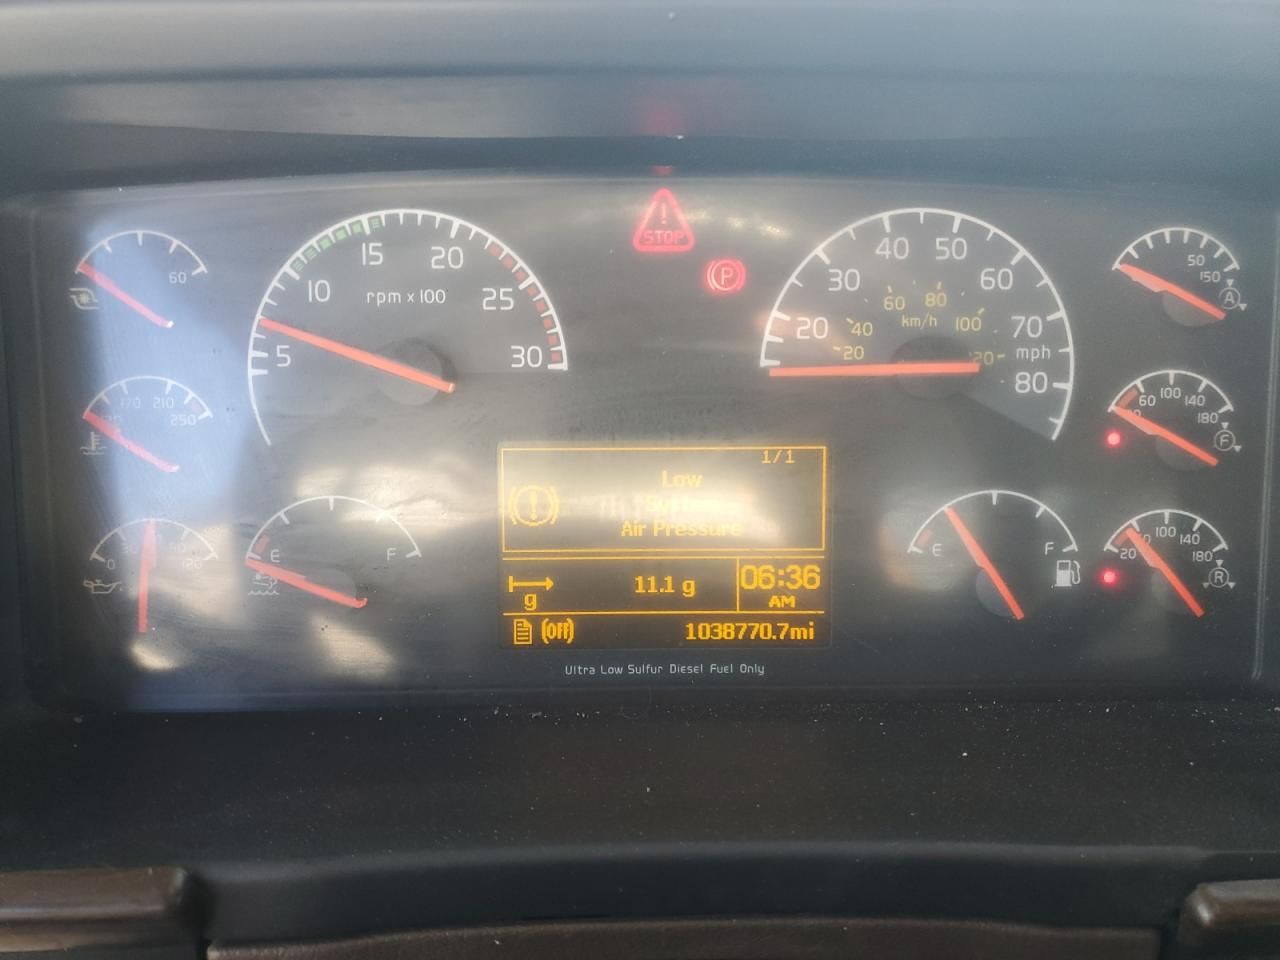 60
5
10
15
20
25
30
rpm x100
STOP
P
20
30
40
50
60
70
80
mph
20
40
60
80
100
km/h
50
150
A
170
210
250
60
100
140
180
F
1/1
Low
Air Pressure
0
120
E
F
E
F
20
100
140
180
R
g
11.1 g
06:36
AM
(OFF)
1038770.7mi
Ultra Low Sulfur Diesel Fuel Only